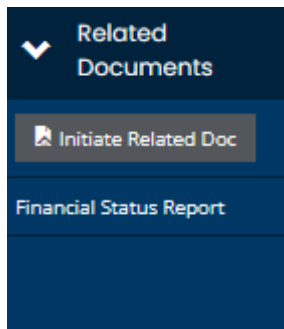 Related
Documents
Initiate Related Doc
Financial Status Report